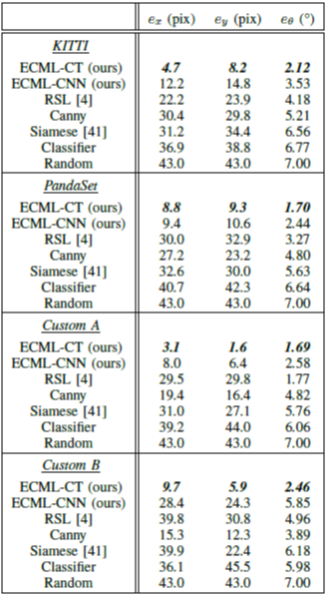 e_x (pix) e_y (pix) e_θ (°)
KITTI
ECML-CT (ours) 4.7 8.2 2.12
ECML-CNN (ours) 12.2 14.8 3.53
RSL [4] 22.2 23.9 4.18
Canny 30.4 29.8 5.21
Siamese [41] 31.2 34.4 6.56
Classifier 36.9 38.8 6.77
Random 43.0 43.0 7.00
PandaSet
ECML-CT (ours) 8.8 9.3 1.70
ECML-CNN (ours) 9.4 10.6 2.44
RSL [4] 30.0 32.9 3.27
Canny 27.2 23.2 4.80
Siamese [41] 32.6 30.0 5.63
Classifier 40.7 42.3 6.64
Random 43.0 43.0 7.00
Custom A
ECML-CT (ours) 3.1 1.6 1.69
ECML-CNN (ours) 8.0 6.4 2.58
RSL [4] 29.5 29.8 1.77
Canny 19.4 16.4 4.82
Siamese [41] 31.0 27.1 5.76
Classifier 39.2 44.0 6.06
Random 43.0 43.0 7.00
Custom B
ECML-CT (ours) 9.7 5.9 2.46
ECML-CNN (ours) 28.4 24.3 5.85
RSL [4] 39.8 30.8 4.96
Canny 15.3 12.3 3.89
Siamese [41] 39.9 22.4 6.18
Classifier 36.1 45.5 5.98
Random 43.0 43.0 7.00